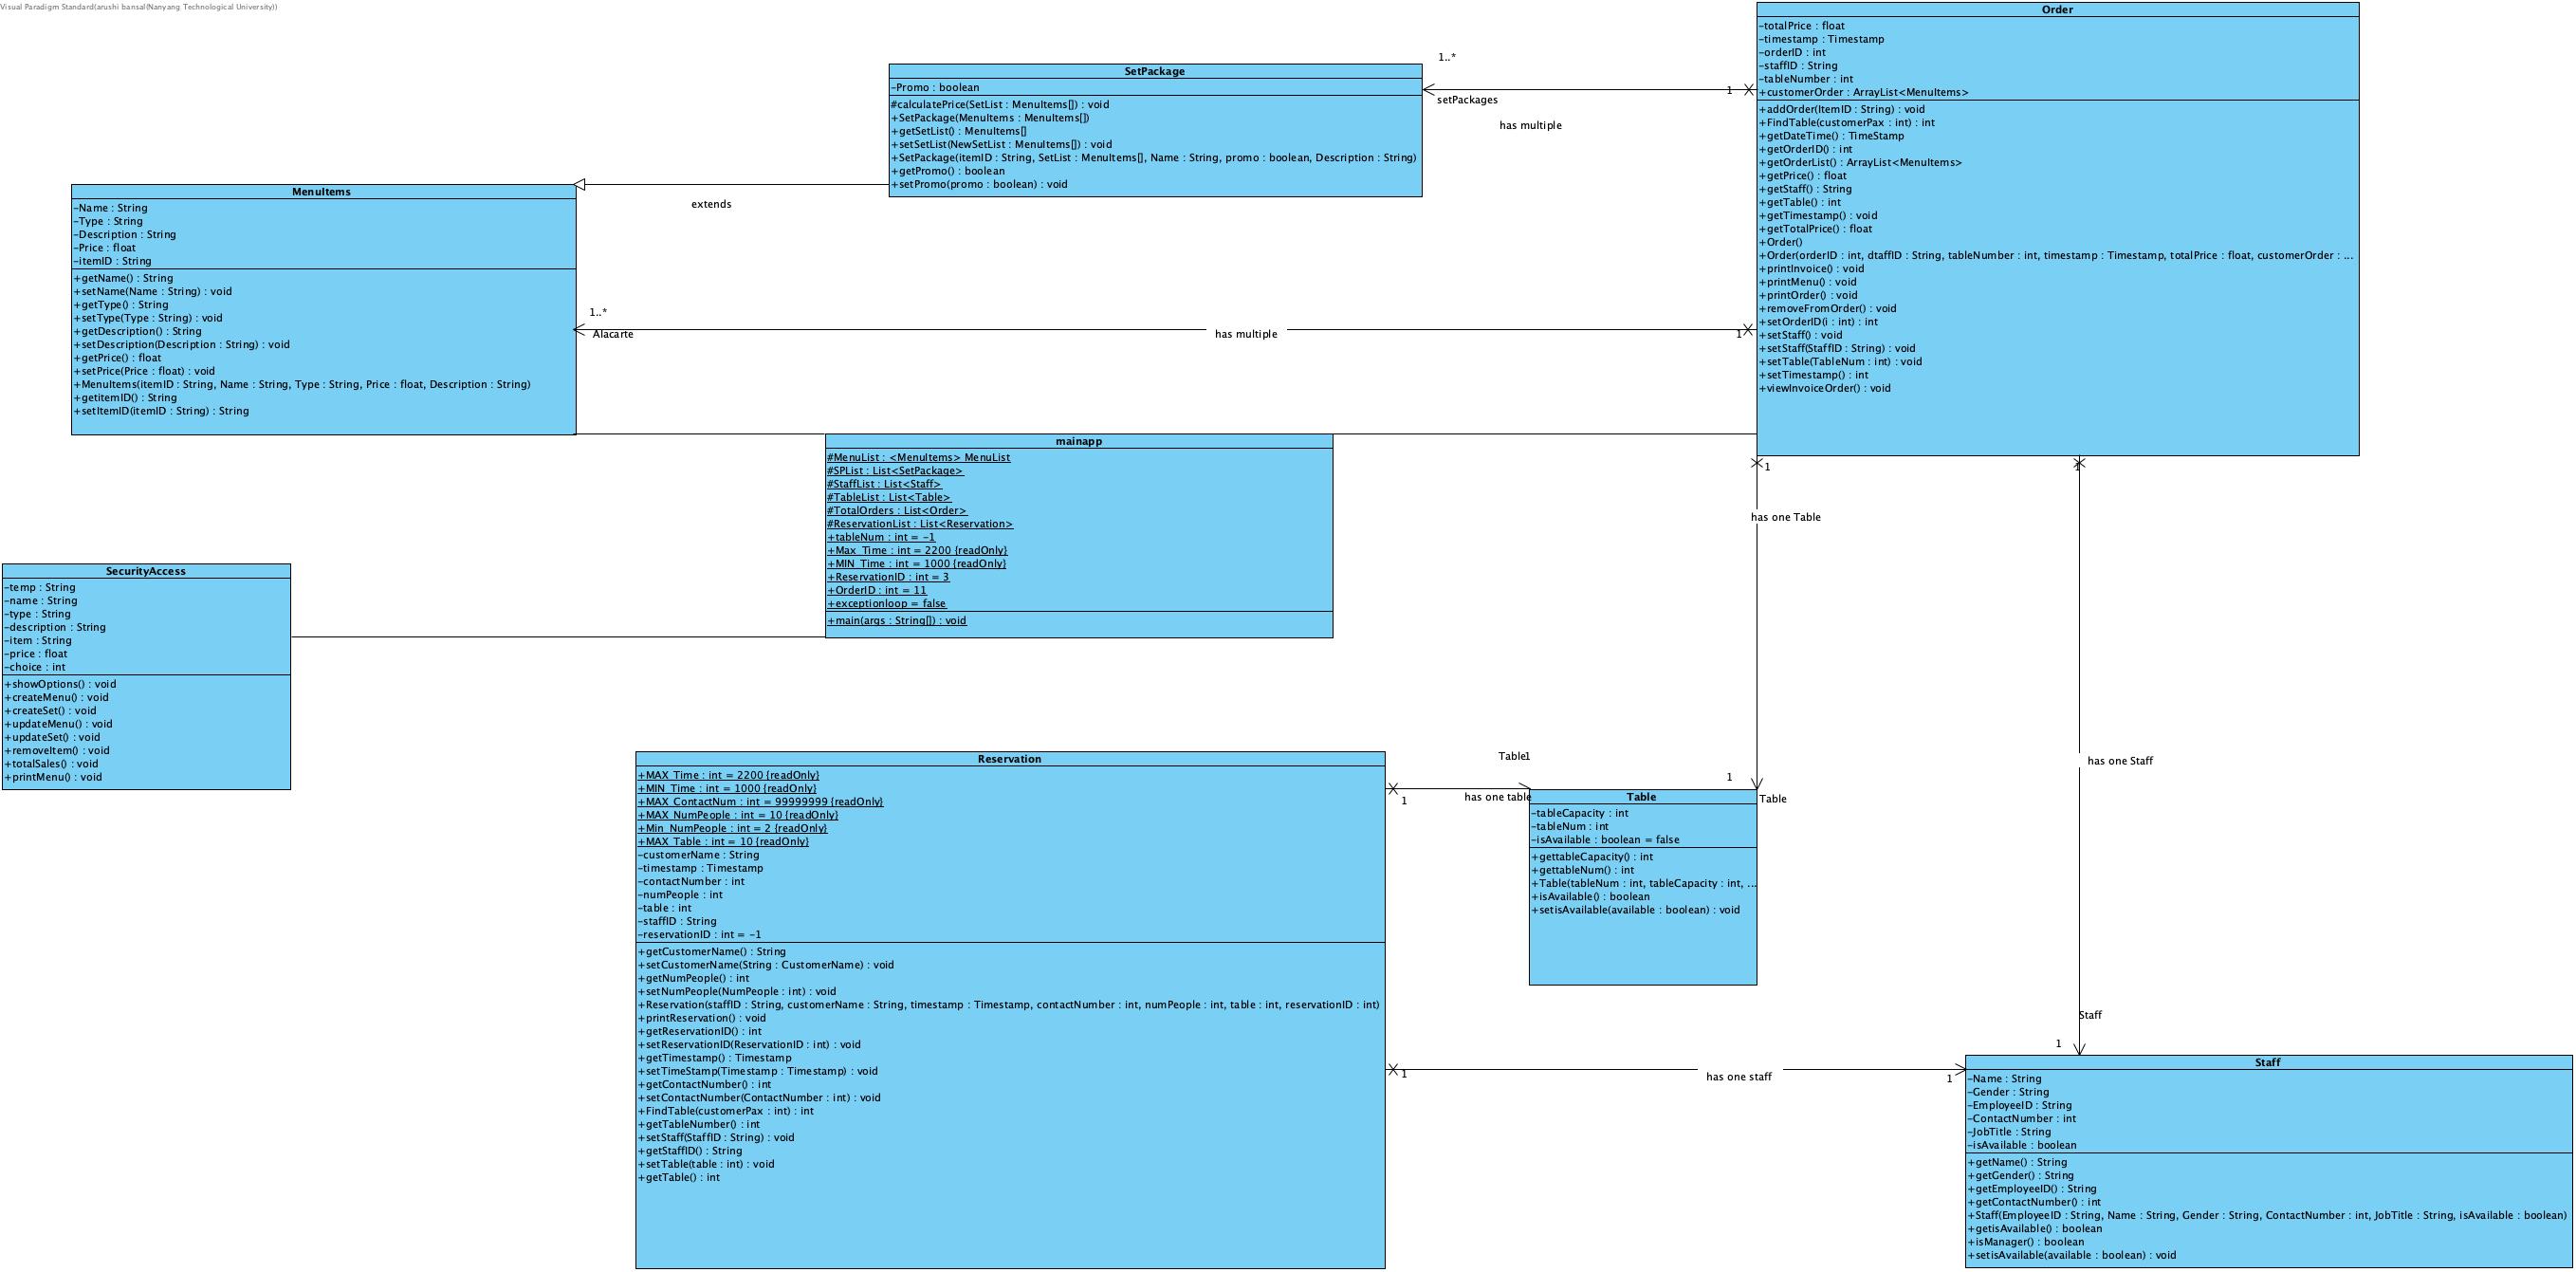 Visual Paradigm Standard(arushi bansal(Nanyang Technological University))
Order
-totalPrice : float
-timestamp : Timestamp
-orderID : int
-staffID : String
-tableNumber : int
+customerOrder : ArrayList<MenuItems>
+addOrder(ItemID : String) : void
+FindTable(customerPax : int) : int
+getDateTime() : TimeStamp
+getOrderID() : int
+getOrderList() : ArrayList<MenuItems>
+getPrice() : float
+getStaff() : String
+getTable() : int
+getTimestamp() : void
+getTotalPrice() : float
+Order()
+Order(orderID : int, dtaffID : String, tableNumber : int, timestamp : Timestamp, totalPrice : float, customerOrder : ...
+printInvoice() : void
+printMenu() : void
+printOrder() : void
+removeFromOrder() : void
+setOrderID(i : int) : int
+setStaff() : void
+setStaff(StaffID : String) : void
+setTable(TableNum : int) : void
+setTimestamp() : int
+viewInvoiceOrder() : void
1..*
setPackages
1
has multiple
SetPackage
-Promo : boolean
#calculatePrice(SetList : MenuItems[]) : void
+SetPackage(MenuItems : MenuItems[])
+getSetList() : MenuItems[]
+setSetList(NewSetList : MenuItems[]) : void
+SetPackage(itemID : String, SetList : MenuItems[], Name : String, promo : boolean, Description : String)
+getPromo() : boolean
+setPromo(promo : boolean) : void
extends
MenuItems
-Name : String
-Type : String
-Description : String
-Price : float
-itemID : String
+getName() : String
+setName(Name : String) : void
+getType() : String
+setType(Type : String) : void
+getDescription() : String
+setDescription(Description : String) : void
+getPrice() : float
+setPrice(Price : float) : void
+MenuItems(itemID : String, Name : String, Type : String, Price : float, Description : String)
+getitemID() : String
+setItemID(itemID : String) : String
1..*
Alacarte
has multiple
1
mainapp
#MenuList : <MenuItems> MenuList
#SPList : List<SetPackage>
#StaffList : List<Staff>
#TableList : List<Table>
#TotalOrders : List<Order>
#ReservationList : List<Reservation>
+tableNum : int = -1
+Max_Time : int = 2200 {readOnly}
+MIN_Time : int = 1000 {readOnly}
+ReservationID : int = 3
+OrderID : int = 11
+exceptionloop = false
+main(args : String[]) : void
1
has one Table
1
Table
1
has one Staff
Staff
1
SecurityAccess
-temp : String
-name : String
-type : String
-description : String
-item : String
-price : float
-choice : int
+showOptions() : void
+createMenu() : void
+createSet() : void
+updateMenu() : void
+updateSet() : void
+removeItem() : void
+totalSales() : void
+printMenu() : void
Reservation
+MAX_Time : int = 2200 {readOnly}
+MIN_Time : int = 1000 {readOnly}
+MAX_ContactNum : int = 99999999 {readOnly}
+MAX_NumPeople : int = 10 {readOnly}
+Min_NumPeople : int = 2 {readOnly}
+MAX_Table : int = 10 {readOnly}
-customerName : String
-timestamp : Timestamp
-contactNumber : int
-numPeople : int
-table : int
-staffID : String
-reservationID : int = -1
+getCustomerName() : String
+setCustomerName(String : CustomerName) : void
+getNumPeople() : int
+setNumPeople(NumPeople : int) : void
+Reservation(staffID : String, customerName : String, timestamp : Timestamp, contactNumber : int, numPeople : int, table : int, reservationID : int)
+printReservation() : void
+getReservationID() : int
+setReservationID(ReservationID : int) : void
+getTimestamp() : Timestamp
+setTimeStamp(Timestamp : Timestamp) : void
+getContactNumber() : int
+setContactNumber(ContactNumber : int) : void
+FindTable(customerPax : int) : int
+getTableNumber() : int
+setStaff(StaffID : String) : void
+getStaffID() : String
+setTable(table : int) : void
+getTable() : int
Table1
1
has one table
Table
-tableCapacity : int
-tableNum : int
-isAvailable : boolean = false
+gettableCapacity() : int
+gettableNum() : int
+Table(tableNum : int, tableCapacity : int, ...
+isAvailable() : boolean
+setisAvailable(available : boolean) : void
1
has one staff
1
Staff
-Name : String
-Gender : String
-EmployeeID : String
-ContactNumber : int
-JobTitle : String
-isAvailable : boolean
+getName() : String
+getGender() : String
+getEmployeeID() : String
+getContactNumber() : int
+Staff(EmployeeID : String, Name : String, Gender : String, ContactNumber : int, JobTitle : String, isAvailable : boolean)
+getisAvailable() : boolean
+isManager() : boolean
+setisAvailable(available : boolean) : void